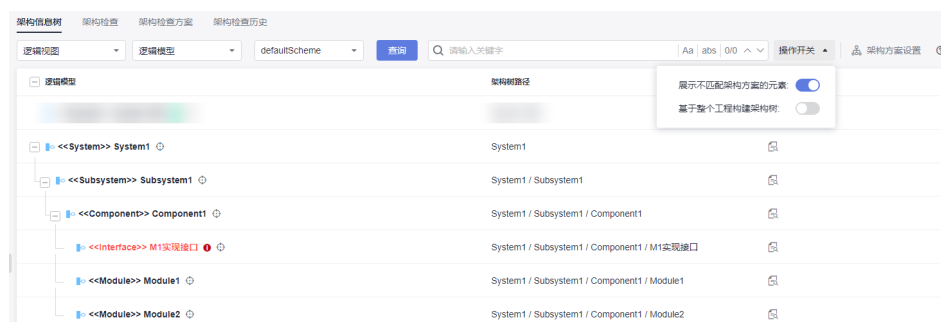 架构信息树 架构检查 架构检查方案 架构检查历史
逻辑视图 逻辑模型 defaultScheme 查询 请输入关键字 Aa abs 0/0 操作开关 架构方案设置
逻辑模型 架构树路径 展示不匹配架构方案的元素:
基于整个工程构建架构树:
<<System>> System1 System1
<<Subsystem>> Subsystem1 System1 / Subsystem1
<<Component>> Component1 System1 / Subsystem1 / Component1
<<Interface>> M1实现接口 System1 / Subsystem1 / Component1 / M1实现接口
<<Module>> Module1 System1 / Subsystem1 / Component1 / Module1
<<Module>> Module2 System1 / Subsystem1 / Component1 / Module2